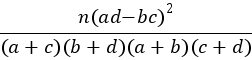 n(ad−bc)²
(a + c)(b + d)(a + b)(c + d)